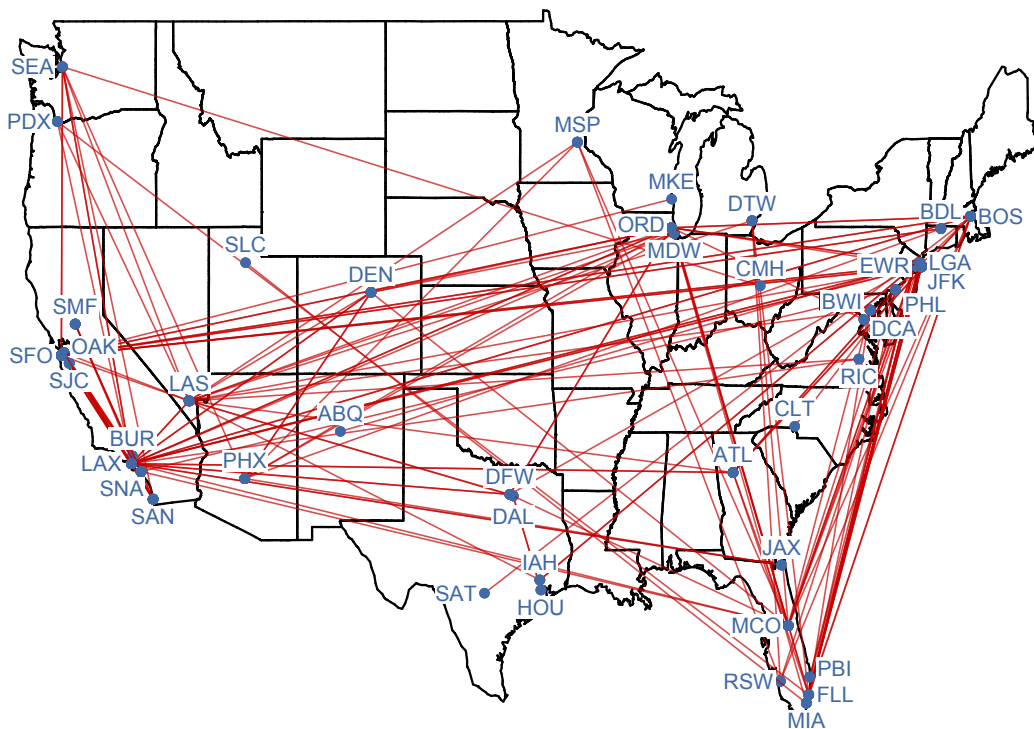 SEA
PDX
MSP
MKE
DTW
BDL
BOS
ORD
MDW
SLC
DEN
CMH
EWR
LGA
JFK
SMF
BWI
PHL
DCA
OAK
SFO
SJC
LAS
RIC
ABQ
CLT
BUR
LAX
PHX
SNA
DFW
ATL
SAN
DAL
JAX
IAH
SAT
HOU
MCO
PBI
RSW
FLL
MIA